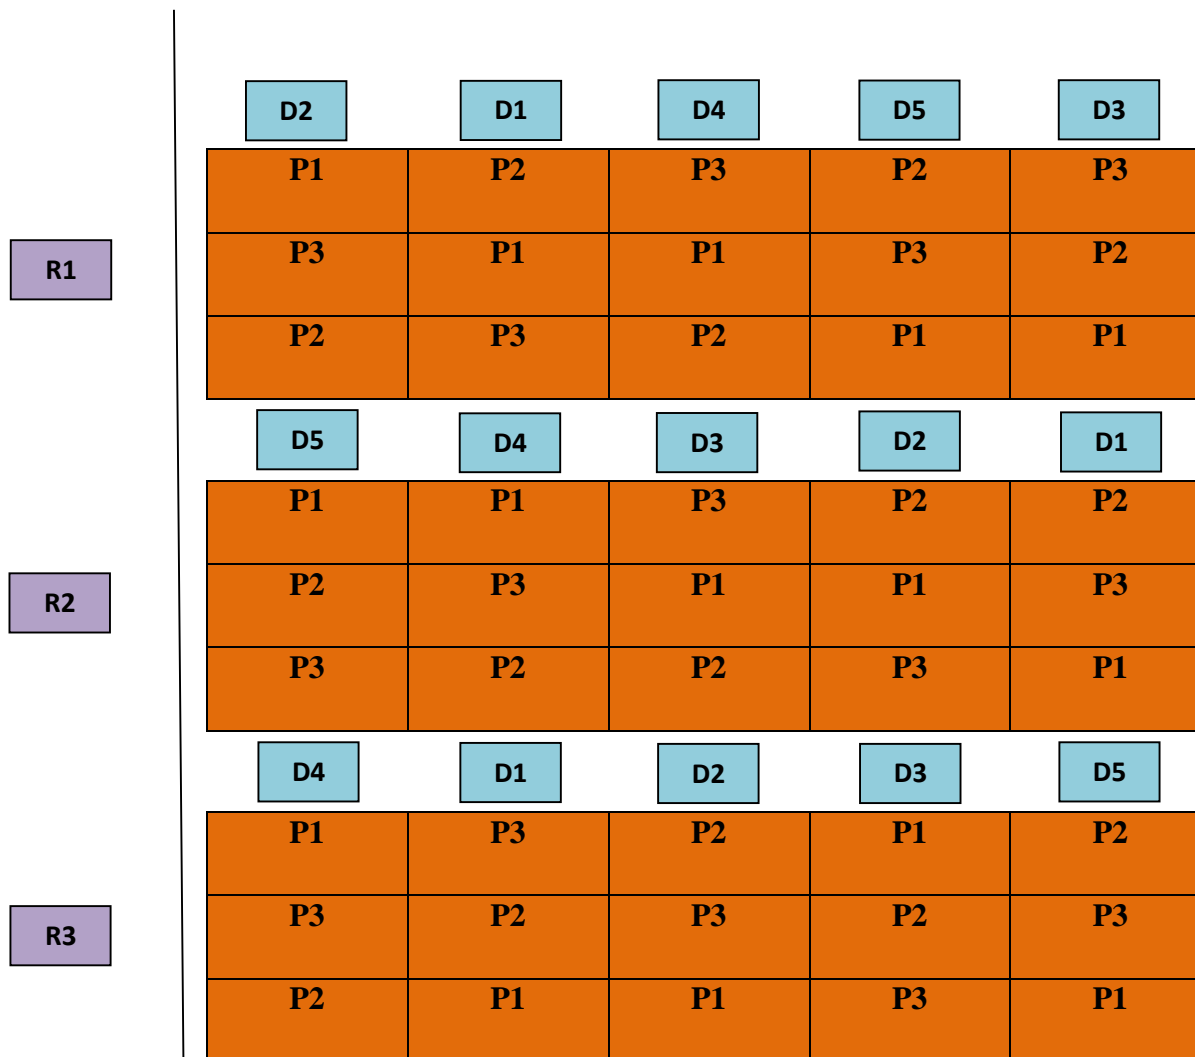 D2 D1 D4 D5 D3
P1 P2 P3 P2 P3
R1 P3 P1 P1 P3 P2
P2 P3 P2 P1 P1
D5 D4 D3 D2 D1
P1 P1 P3 P2 P2
R2 P2 P3 P1 P1 P3
P3 P2 P2 P3 P1
D4 D1 D2 D3 D5
P1 P3 P2 P1 P2
R3 P3 P2 P3 P2 P3
P2 P1 P1 P3 P1